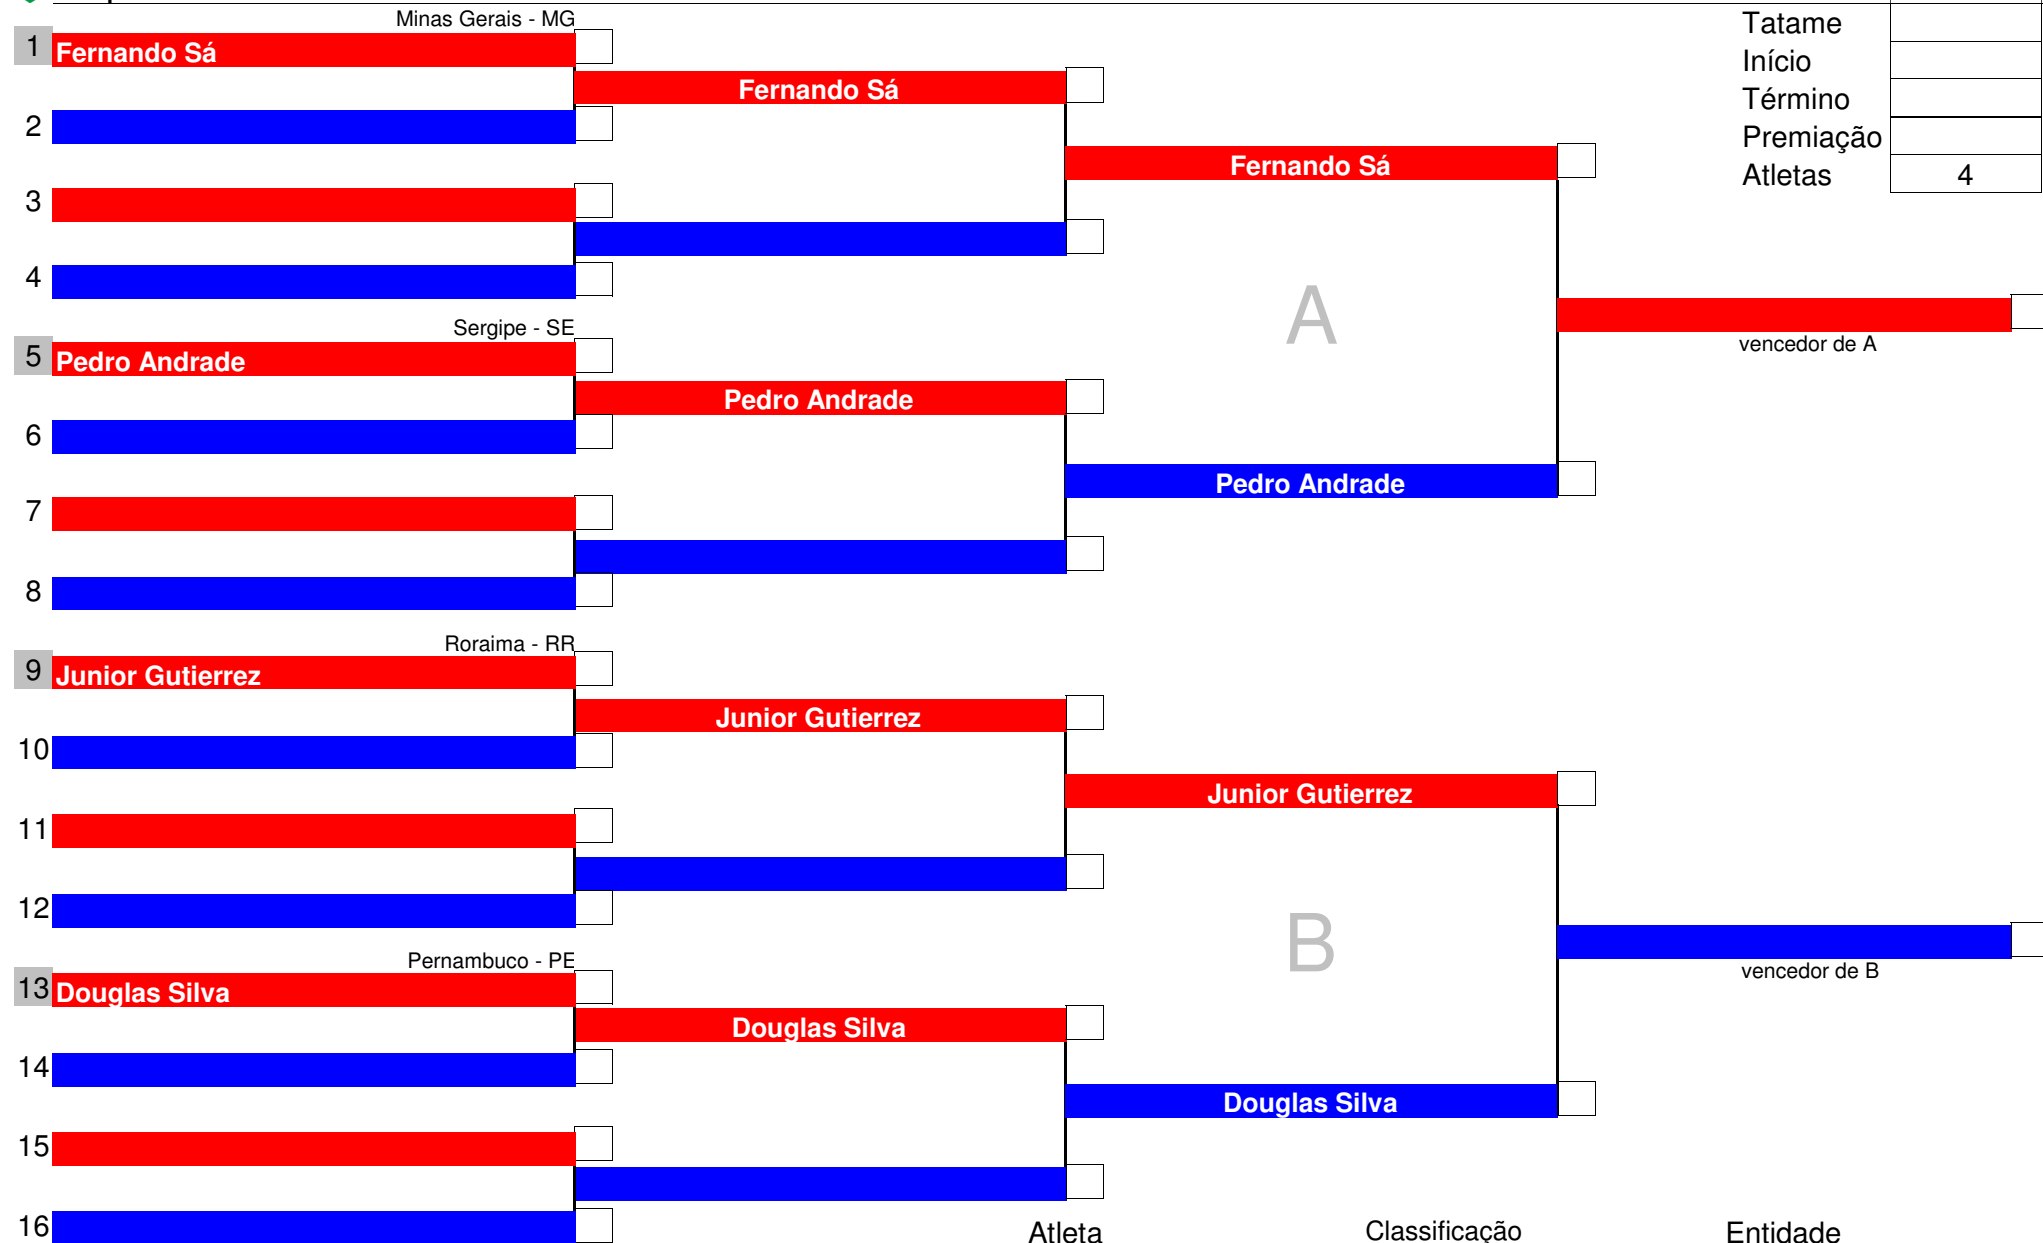 Minas Gerais - MG
Tatame
1 Fernando Sá
Início
Fernando Sá
Término
2
Premiação
Fernando Sá
Atletas 4
3
4
A
Sergipe - SE
vencedor de A
5 Pedro Andrade
Pedro Andrade
6
Pedro Andrade
7
8
Roraima - RR
9 Junior Gutierrez
Junior Gutierrez
10
Junior Gutierrez
11
12
B
Pernambuco - PE
vencedor de B
13 Douglas Silva
Douglas Silva
14
Douglas Silva
15
16
Atleta Classificação Entidade